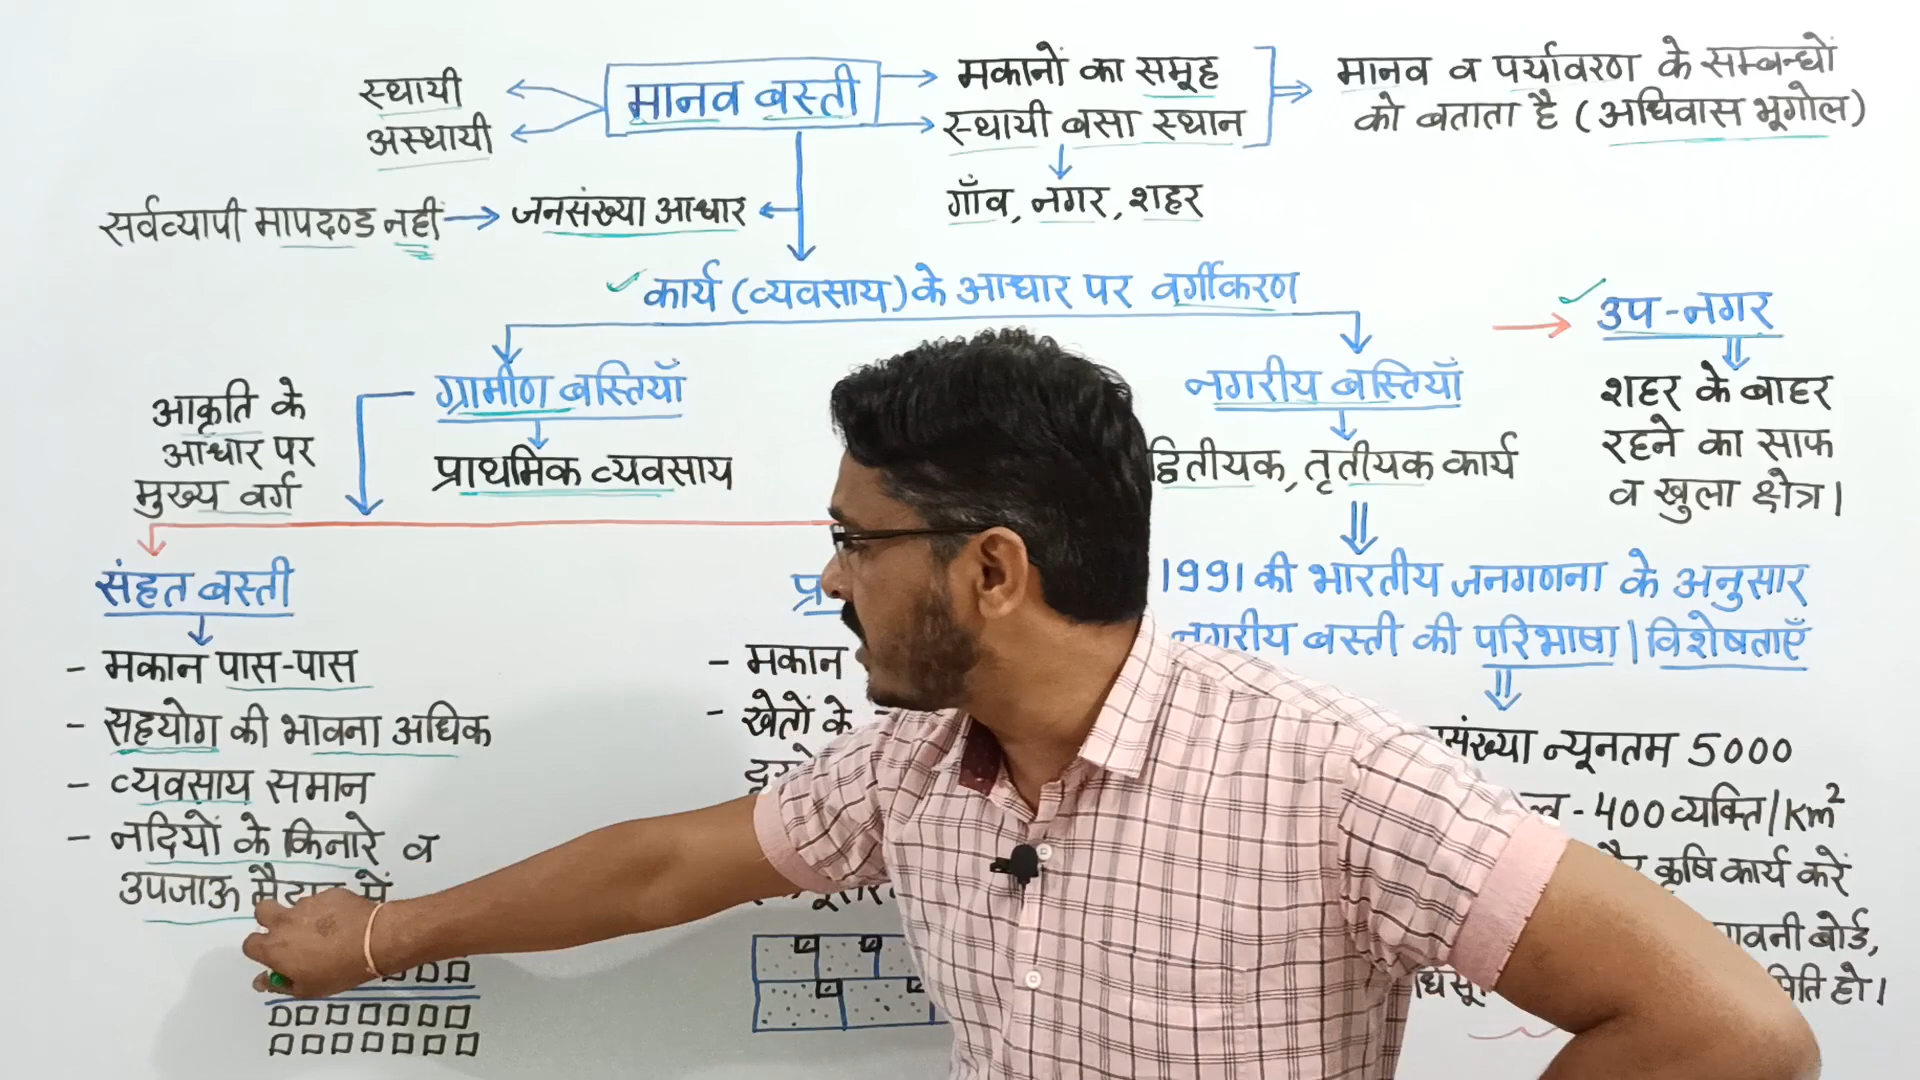 स्थायी
अस्थायी
मानव बस्ती
मकानों का समूह
स्थायी बसा स्थान
गाँव, नगर, शहर
मानव व पर्यावरण के सम्बन्धों
को बताता है (अधिवास भूगोल)
सर्वव्यापी मापदण्ड नहीं
जनसंख्या आधार
कार्य (व्यवसाय) के आधार पर वर्गीकरण
ग्रामीण बस्तियाँ
प्राथमिक व्यवसाय
आकृति के
आधार पर
मुख्य वर्ग
संहत बस्ती
- मकान पास-पास
- सहयोग की भावना अधिक
- व्यवसाय समान
- नदियों के किनारे व
उपजाऊ में
- मकान
- खेतों के
नगरीय बस्तियाँ
द्वितीयक, तृतीयक कार्य
1991 की भारतीय जनगणना के अनुसार
नगरीय बस्ती की परिभाषा | विशेषताएँ
न्यूनतम 5000
- 400 व्यक्ति/Km²
कृषि कार्य करें
बोर्ड,
हो।
उप-नगर
शहर के बाहर
रहने का साफ
व खुला क्षेत्र।